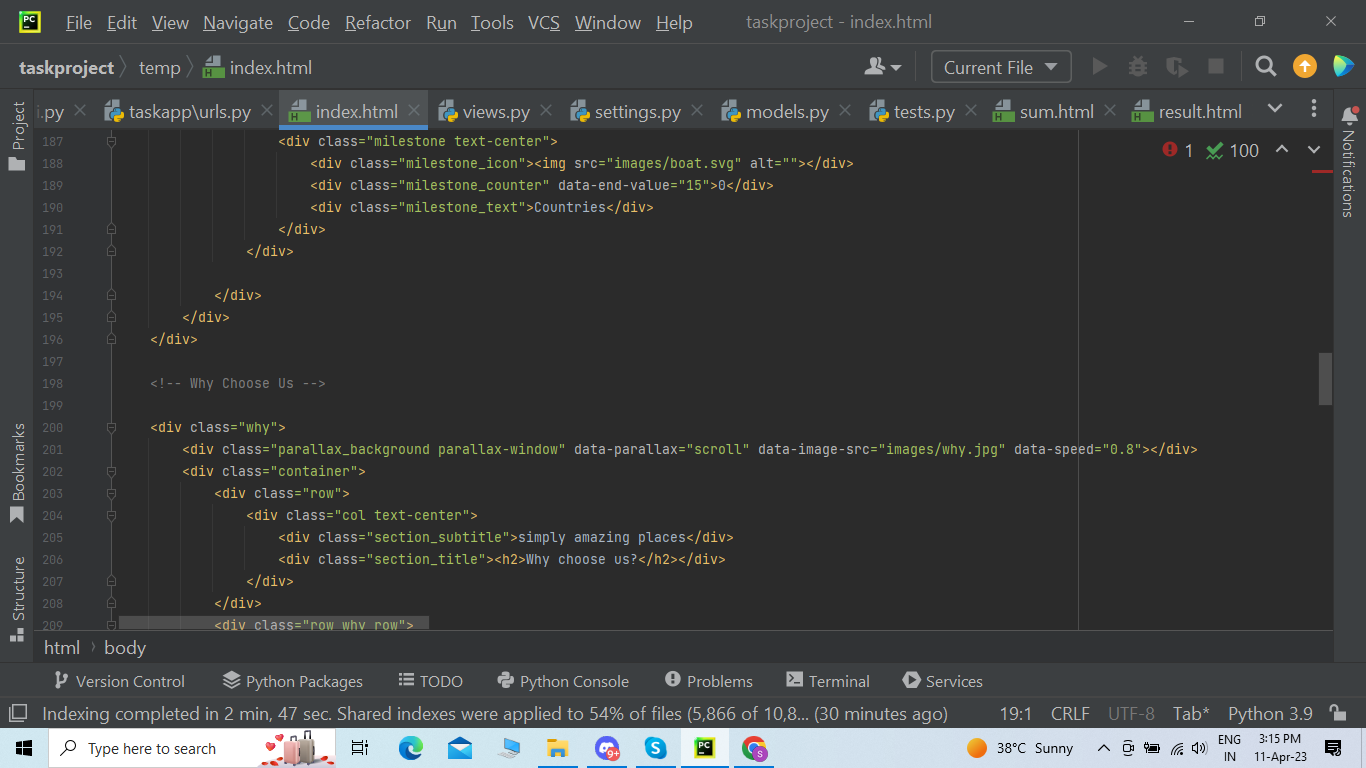 PC File Edit View Navigate Code Refactor Run Tools VCS Window Help taskproject - index.html
taskproject temp index.html Current File
i.py taskapp\urls.py index.html views.py settings.py models.py tests.py sum.html result.html
Project
Bookmarks
Structure
Notifications
1 100
187 <div class="milestone text-center">
188 <div class="milestone_icon"><img src="images/boat.svg" alt=""></div>
189 <div class="milestone_counter" data-end-value="15">0</div>
190 <div class="milestone_text">Countries</div>
191 </div>
192 </div>
193
194 </div>
195 </div>
196 </div>
197
198 <!-- Why Choose Us -->
199
200 <div class="why">
201 <div class="parallax_background parallax-window" data-parallax="scroll" data-image-src="images/why.jpg" data-speed="0.8"></div>
202 <div class="container">
203 <div class="row">
204 <div class="col text-center">
205 <div class="section_subtitle">simply amazing places</div>
206 <div class="section_title"><h2>Why choose us?</h2></div>
207 </div>
208 </div>
209 <div class="row why_row">
html body
Version Control Python Packages TODO Python Console Problems Terminal Services
Indexing completed in 2 min, 47 sec. Shared indexes were applied to 54% of files (5,866 of 10,8... (30 minutes ago) 19:1 CRLF UTF-8 Tab* Python 3.9
Type here to search 9+ S PC S 38°C Sunny ENG IN 3:15 PM 11-Apr-23